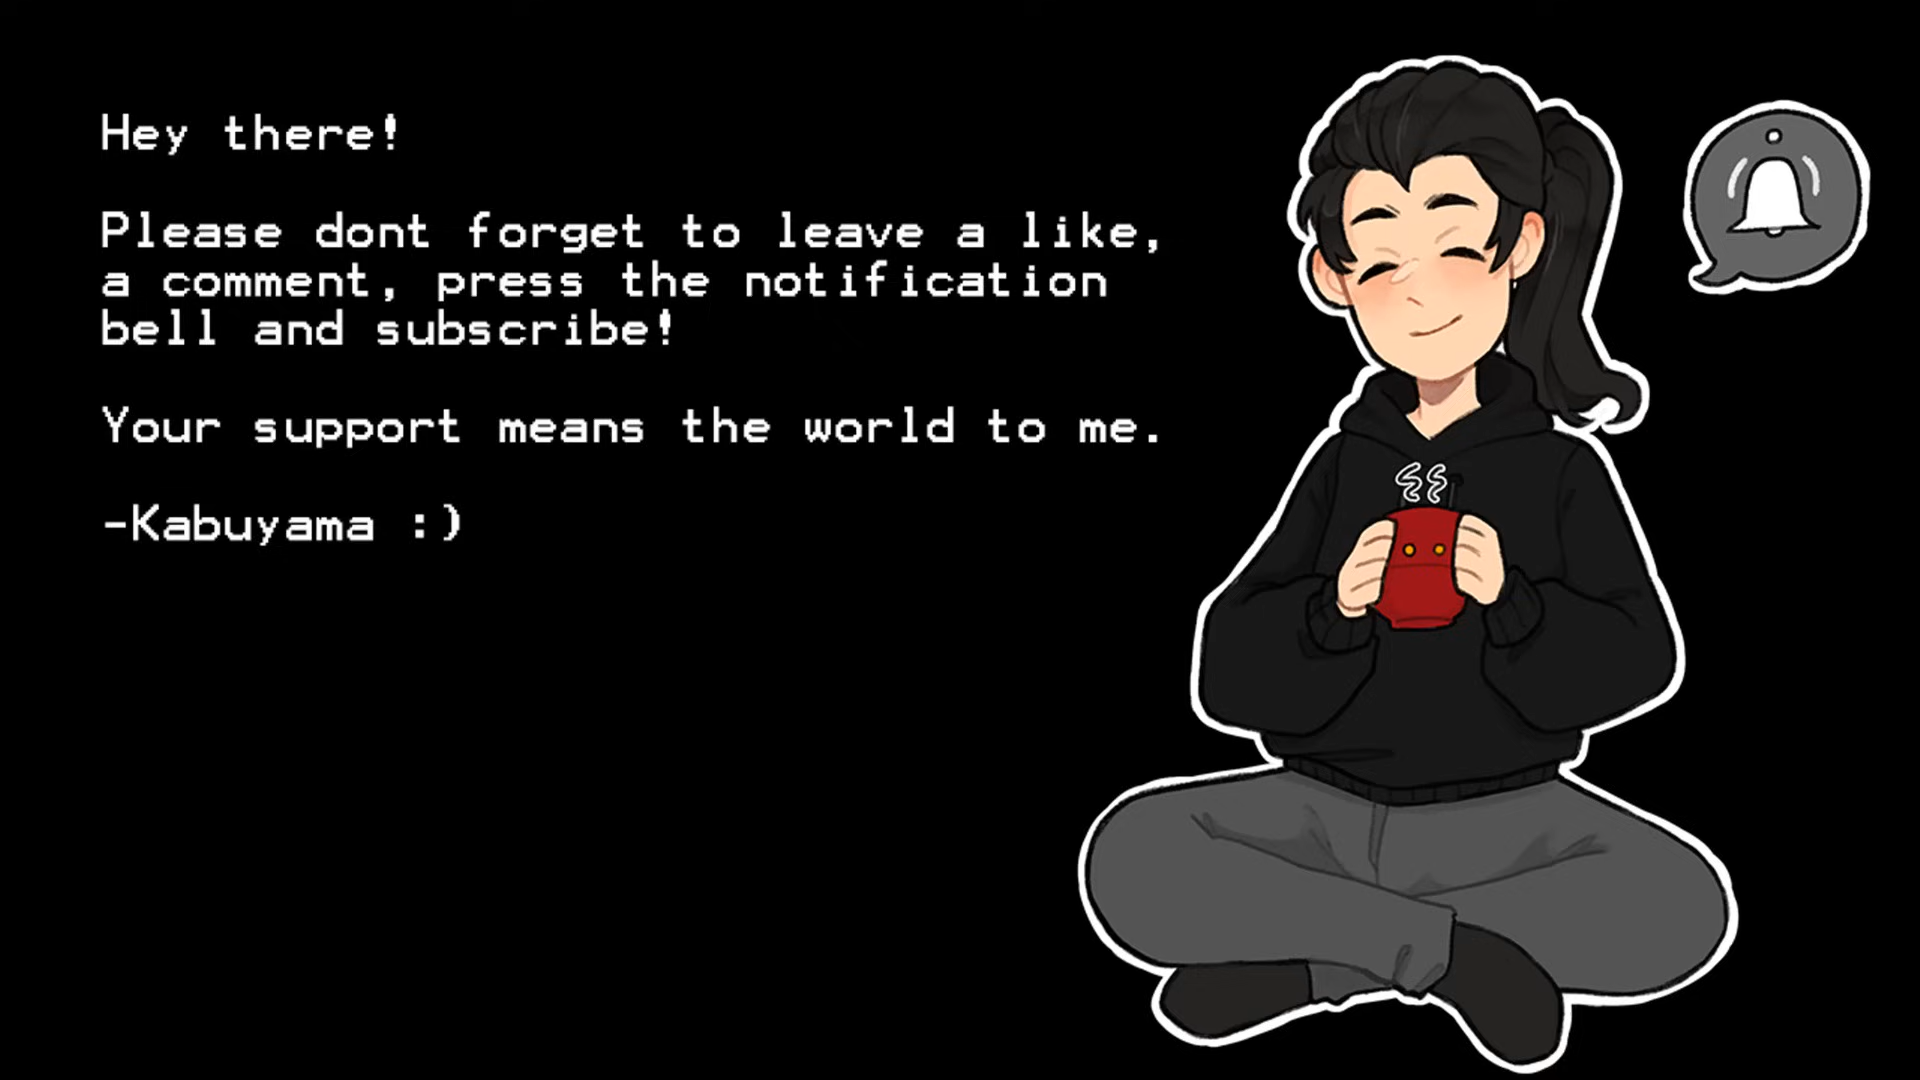 Hey there!
Please dont forget to leave a like,
a comment, press the notification
bell and subscribe!
Your support means the world to me.
-Kabuyama :)